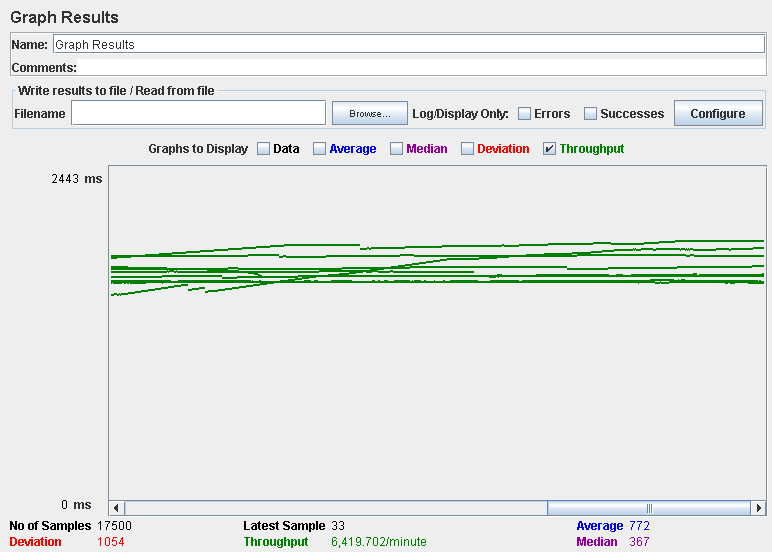 Graph Results
Name: Graph Results
Comments:
Write results to file / Read from file
Filename Browse... Log/Display Only: Errors Successes Configure
Graphs to Display Data Average Median Deviation Throughput
2443 ms
0 ms
No of Samples 17500 Latest Sample 33 Average 772
Deviation 1054 Throughput 6,419.702/minute Median 367